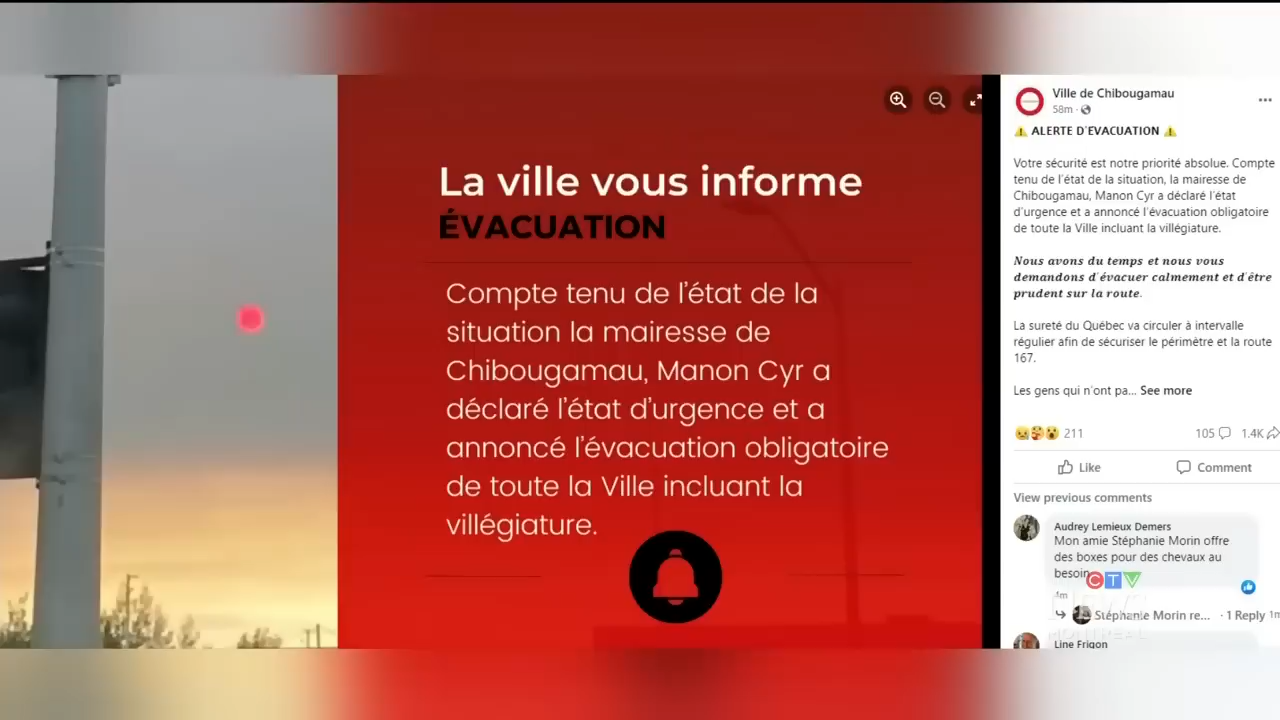 La ville vous informe
ÉVACUATION
Compte tenu de l'état de la
situation la mairesse de
Chibougamau, Manon Cyr a
déclaré l'état d'urgence et a
annoncé l'évacuation obligatoire
de toute la Ville incluant la
villégiature.
Ville de Chibougamau
58m ·
⚠️ ALERTE D'EVACUATION ⚠️
Votre sécurité est notre priorité absolue. Compte
tenu de l'état de la situation, la mairesse de
Chibougamau, Manon Cyr a déclaré l'état
d'urgence et a annoncé l'évacuation obligatoire
de toute la Ville incluant la villégiature.
Nous avons du temps et nous vous
demandons d'évacuer calmement et d'être
prudent sur la route.
La sureté du Québec va circuler à intervalle
régulier afin de sécuriser le périmètre et la route
167.
Les gens qui n'ont pa... See more
211
105
1.4K
Like
Comment
View previous comments
Audrey Lemieux Demers
Mon amie Stéphanie Morin offre
des boxes pour des chevaux au
besoin
CTV
NEWS
4m
Stéphanie Morin re... · 1 Reply 1m
MONTREAL
Line Frigon